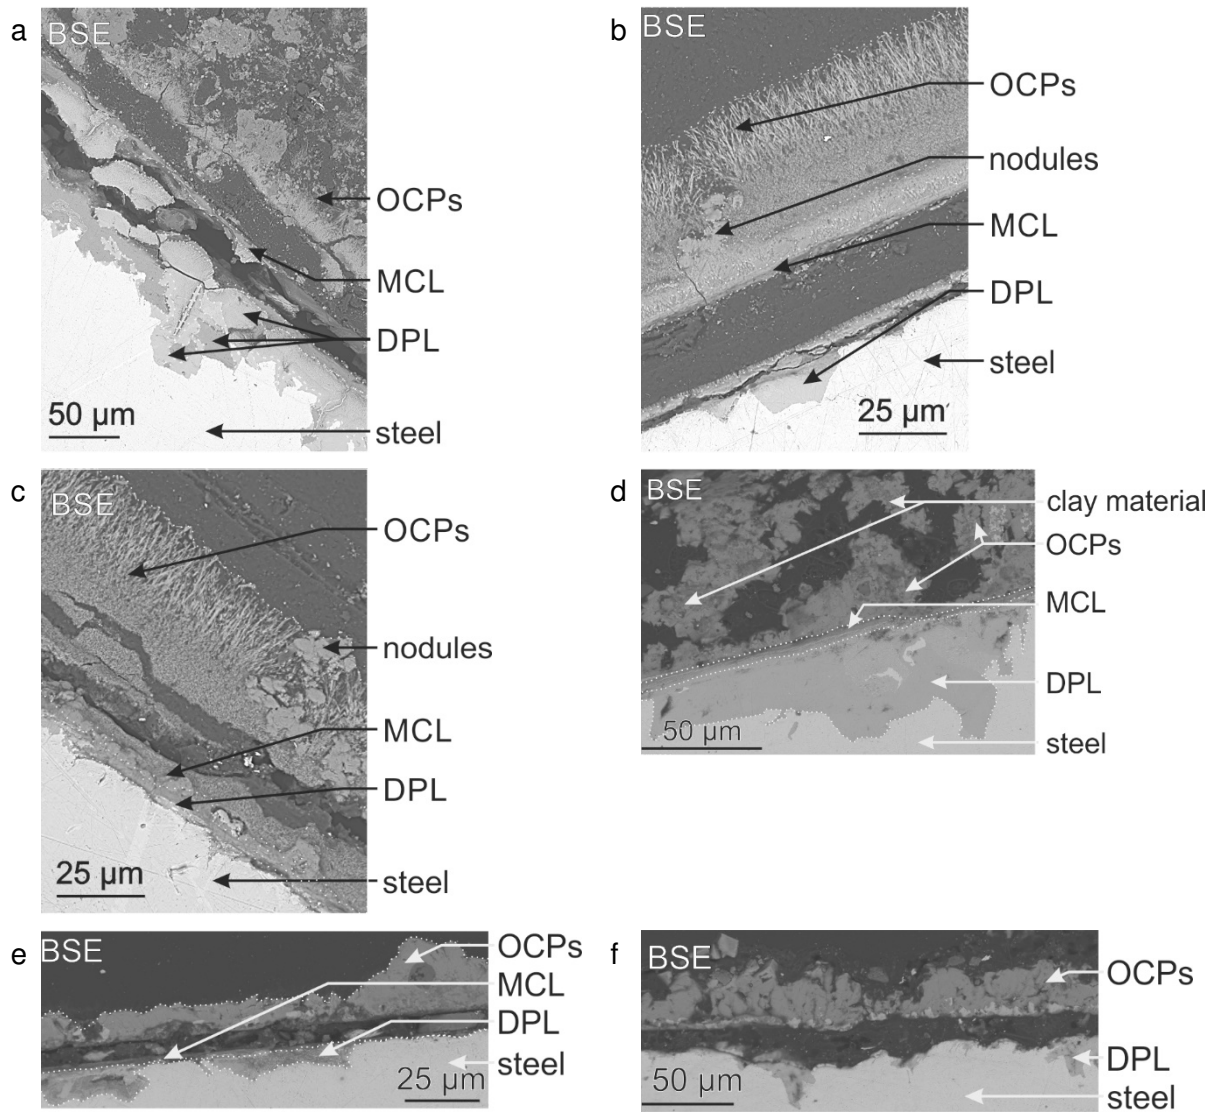 a
BSE
OCPs
MCL
DPL
50 µm
steel
b
BSE
OCPs
nodules
MCL
DPL
steel
25 µm
c
BSE
OCPs
nodules
MCL
DPL
25 µm
steel
d
BSE
clay material
OCPs
MCL
DPL
50 µm
steel
e
BSE
OCPs
MCL
DPL
steel
25 µm
f
BSE
OCPs
DPL
50 µm
steel